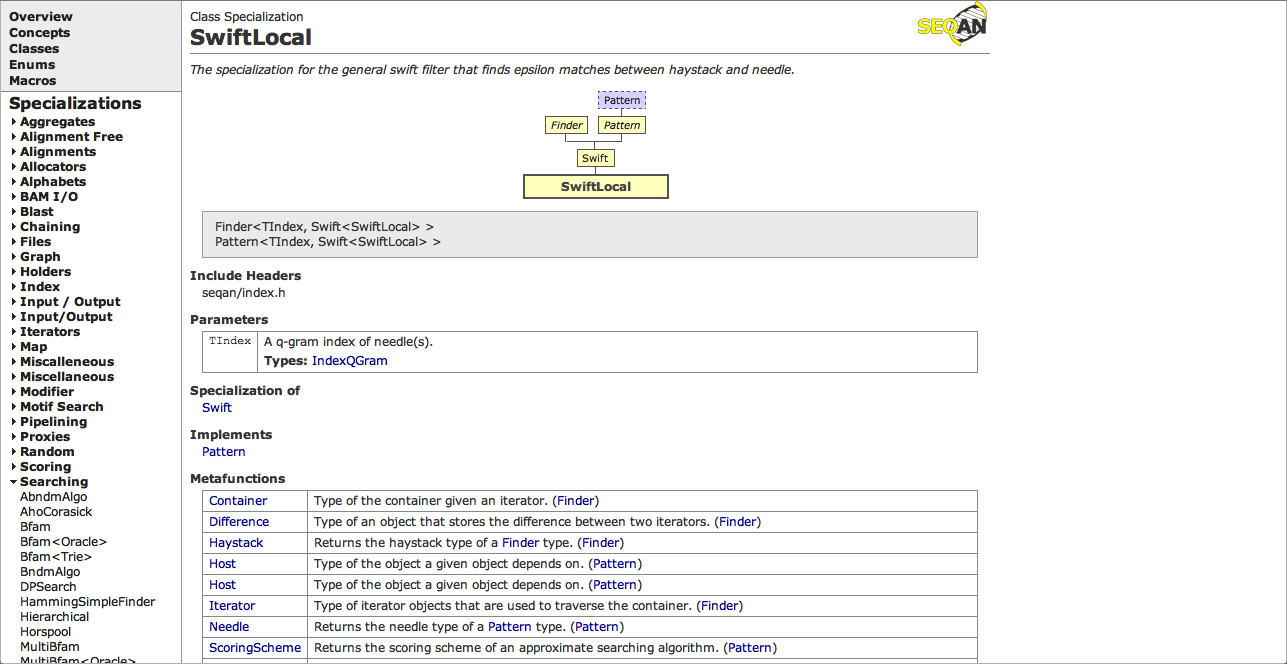 Overview
Concepts
Classes
Enums
Macros
Specializations
Aggregates
Alignment Free
Alignments
Allocators
Alphabets
BAM I/O
Blast
Chaining
Files
Graph
Holders
Index
Input / Output
Input/Output
Iterators
Map
Miscalleneous
Miscellaneous
Modifier
Motif Search
Pipelining
Proxies
Random
Scoring
Searching
AbndmAlgo
AhoCorasick
Bfam
Bfam<Oracle>
Bfam<Trie>
BndmAlgo
DPSearch
HammingSimpleFinder
Hierarchical
Horspool
MultiBfam
MultiBfam<Oracle>
Class Specialization
SwiftLocal
SEQAN
The specialization for the general swift filter that finds epsilon matches between haystack and needle.
Pattern
Finder Pattern
Swift
SwiftLocal
Finder<TIndex, Swift<SwiftLocal> >
Pattern<TIndex, Swift<SwiftLocal> >
Include Headers
seqan/index.h
Parameters
TIndex A q-gram index of needle(s).
Types: IndexQGram
Specialization of
Swift
Implements
Pattern
Metafunctions
Container Type of the container given an iterator. (Finder)
Difference Type of an object that stores the difference between two iterators. (Finder)
Haystack Returns the haystack type of a Finder type. (Finder)
Host Type of the object a given object depends on. (Pattern)
Host Type of the object a given object depends on. (Pattern)
Iterator Type of iterator objects that are used to traverse the container. (Finder)
Needle Returns the needle type of a Pattern type. (Pattern)
ScoringScheme Returns the scoring scheme of an approximate searching algorithm. (Pattern)